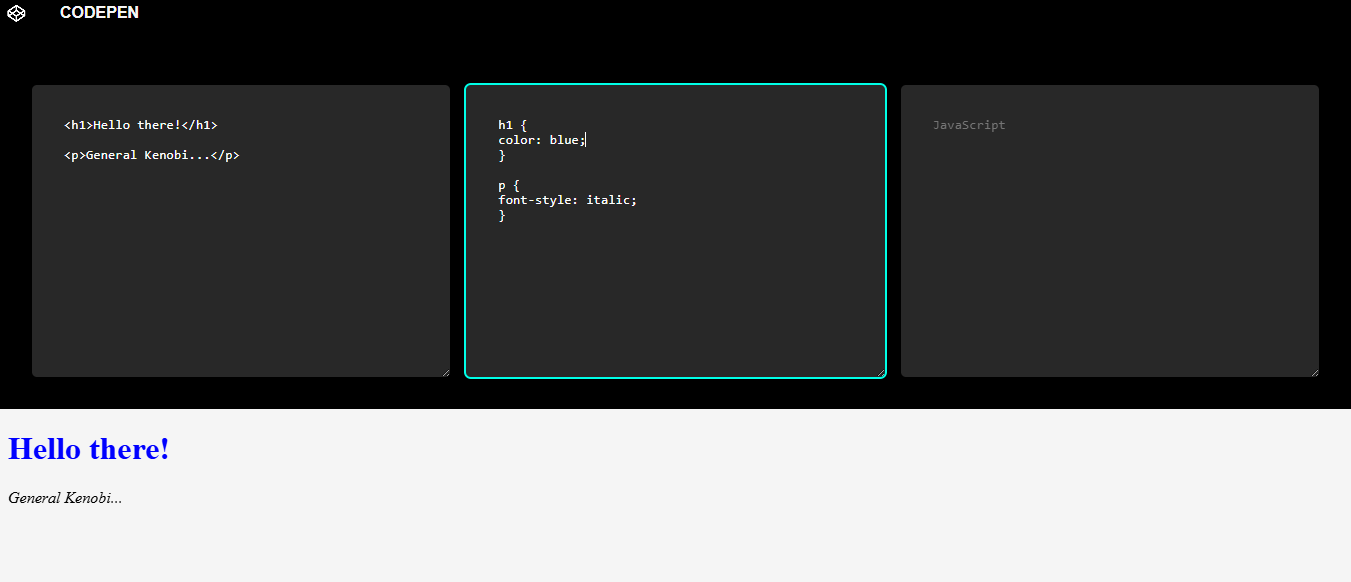 CODEPEN
<h1>Hello there!</h1>
<p>General Kenobi...</p>
h1 {
color: blue;
}
p {
font-style: italic;
}
JavaScript
Hello there!
General Kenobi...